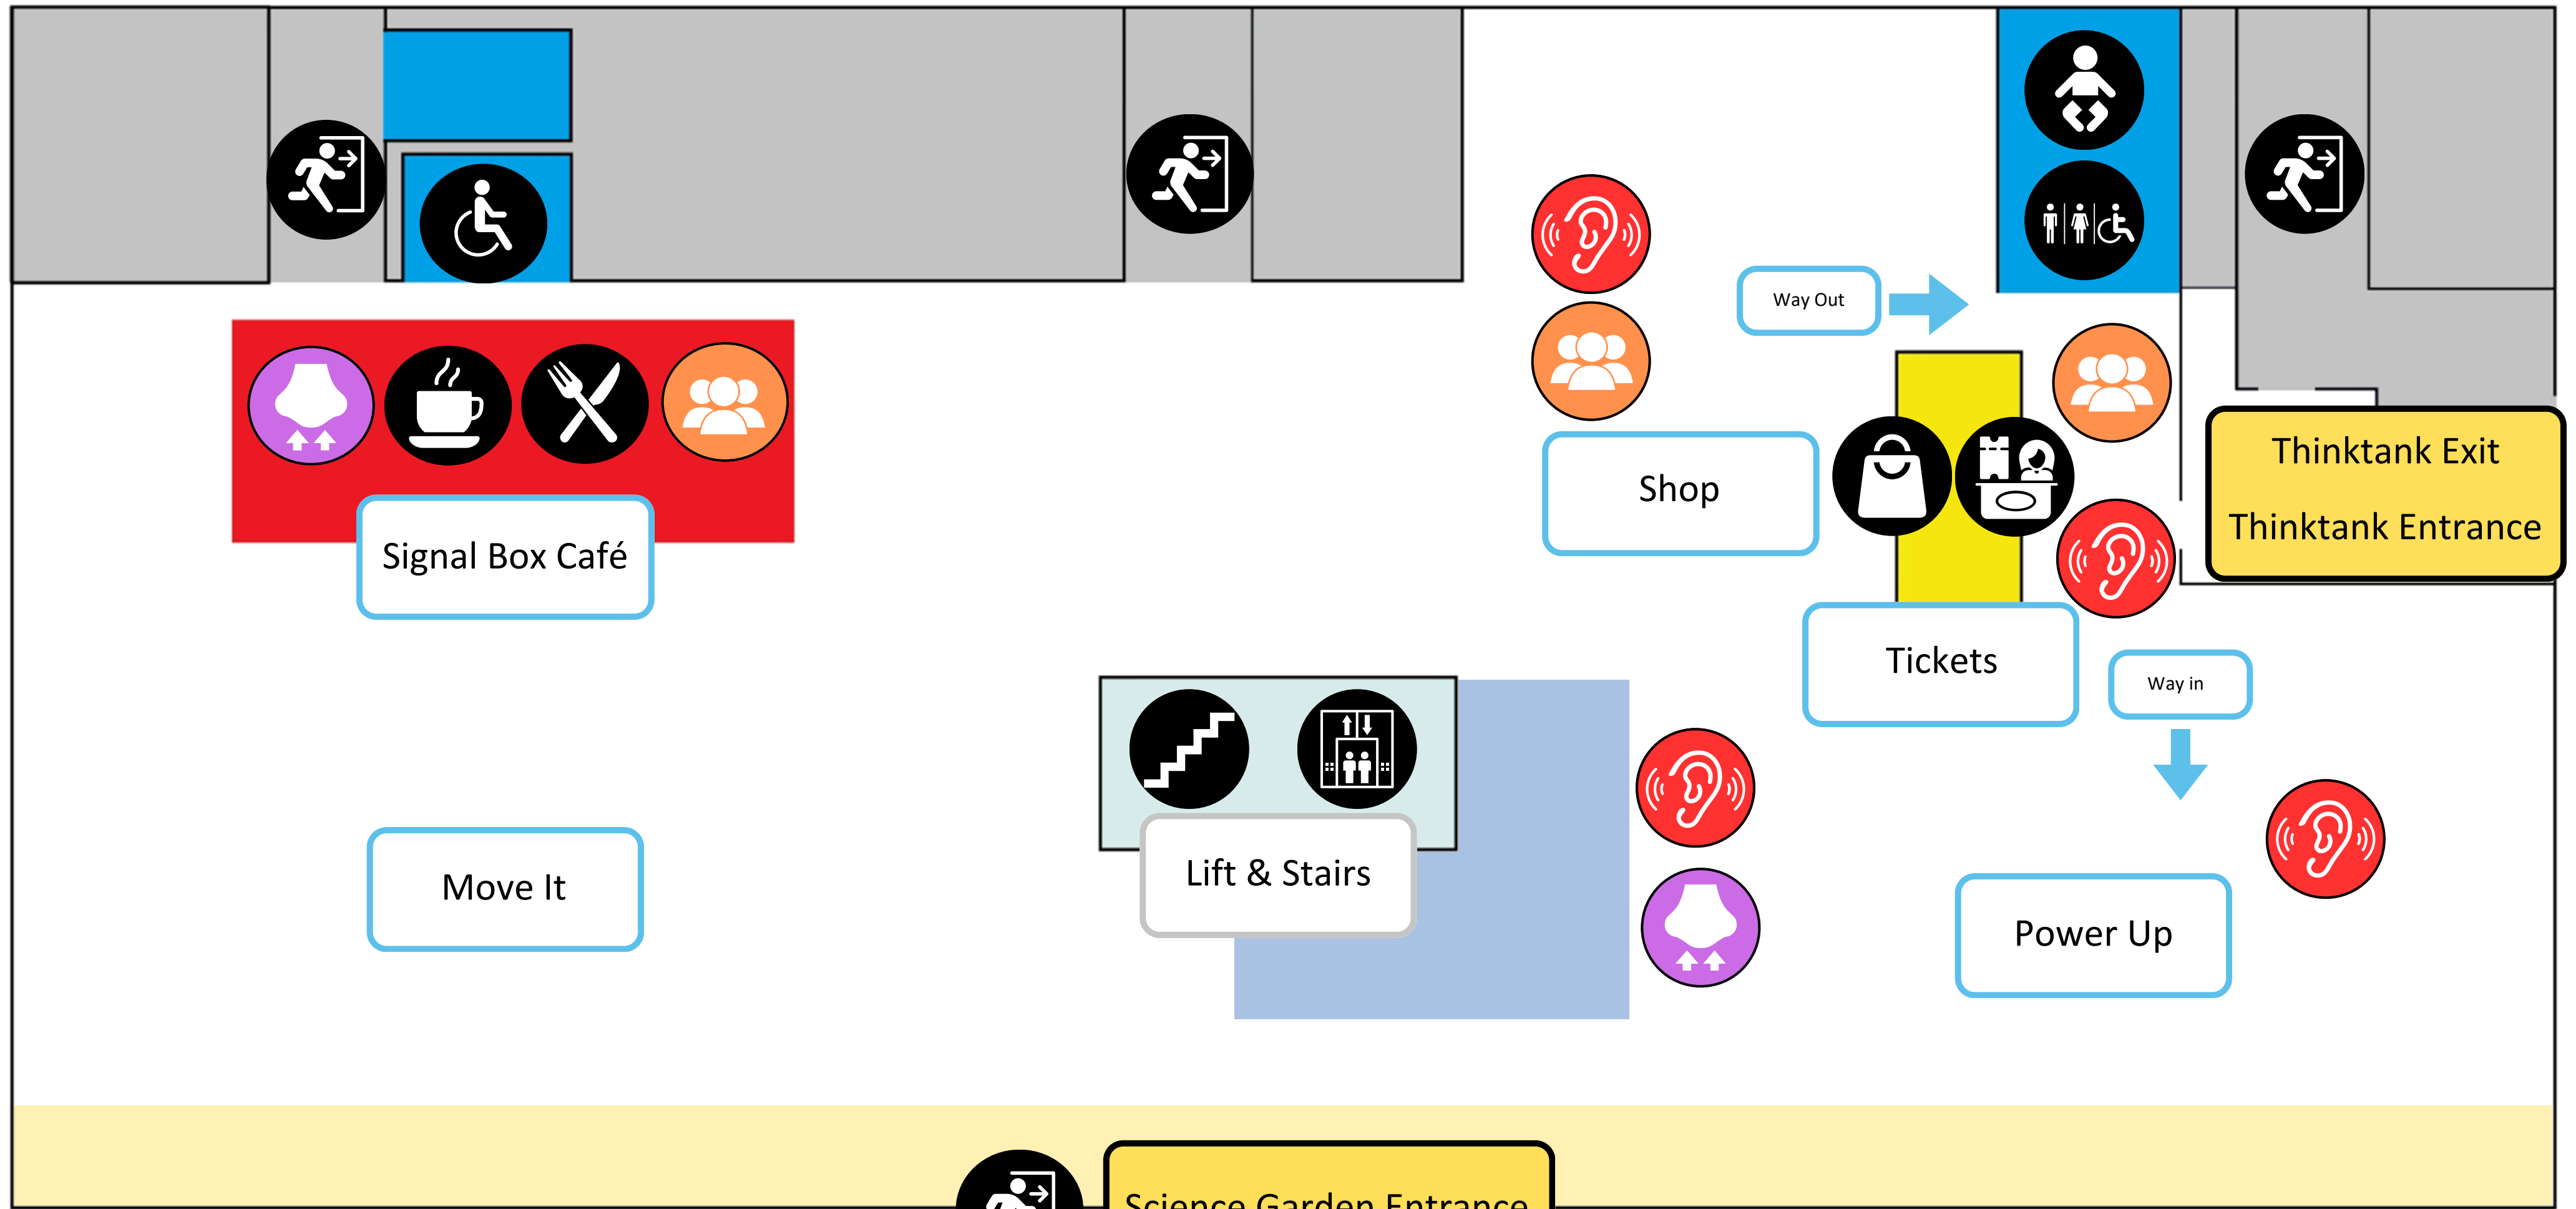 Way Out
Thinktank Exit
Thinktank Entrance
Shop
Signal Box Café
Tickets
Way in
Lift & Stairs
Move It
Power Up
Science Garden Entrance